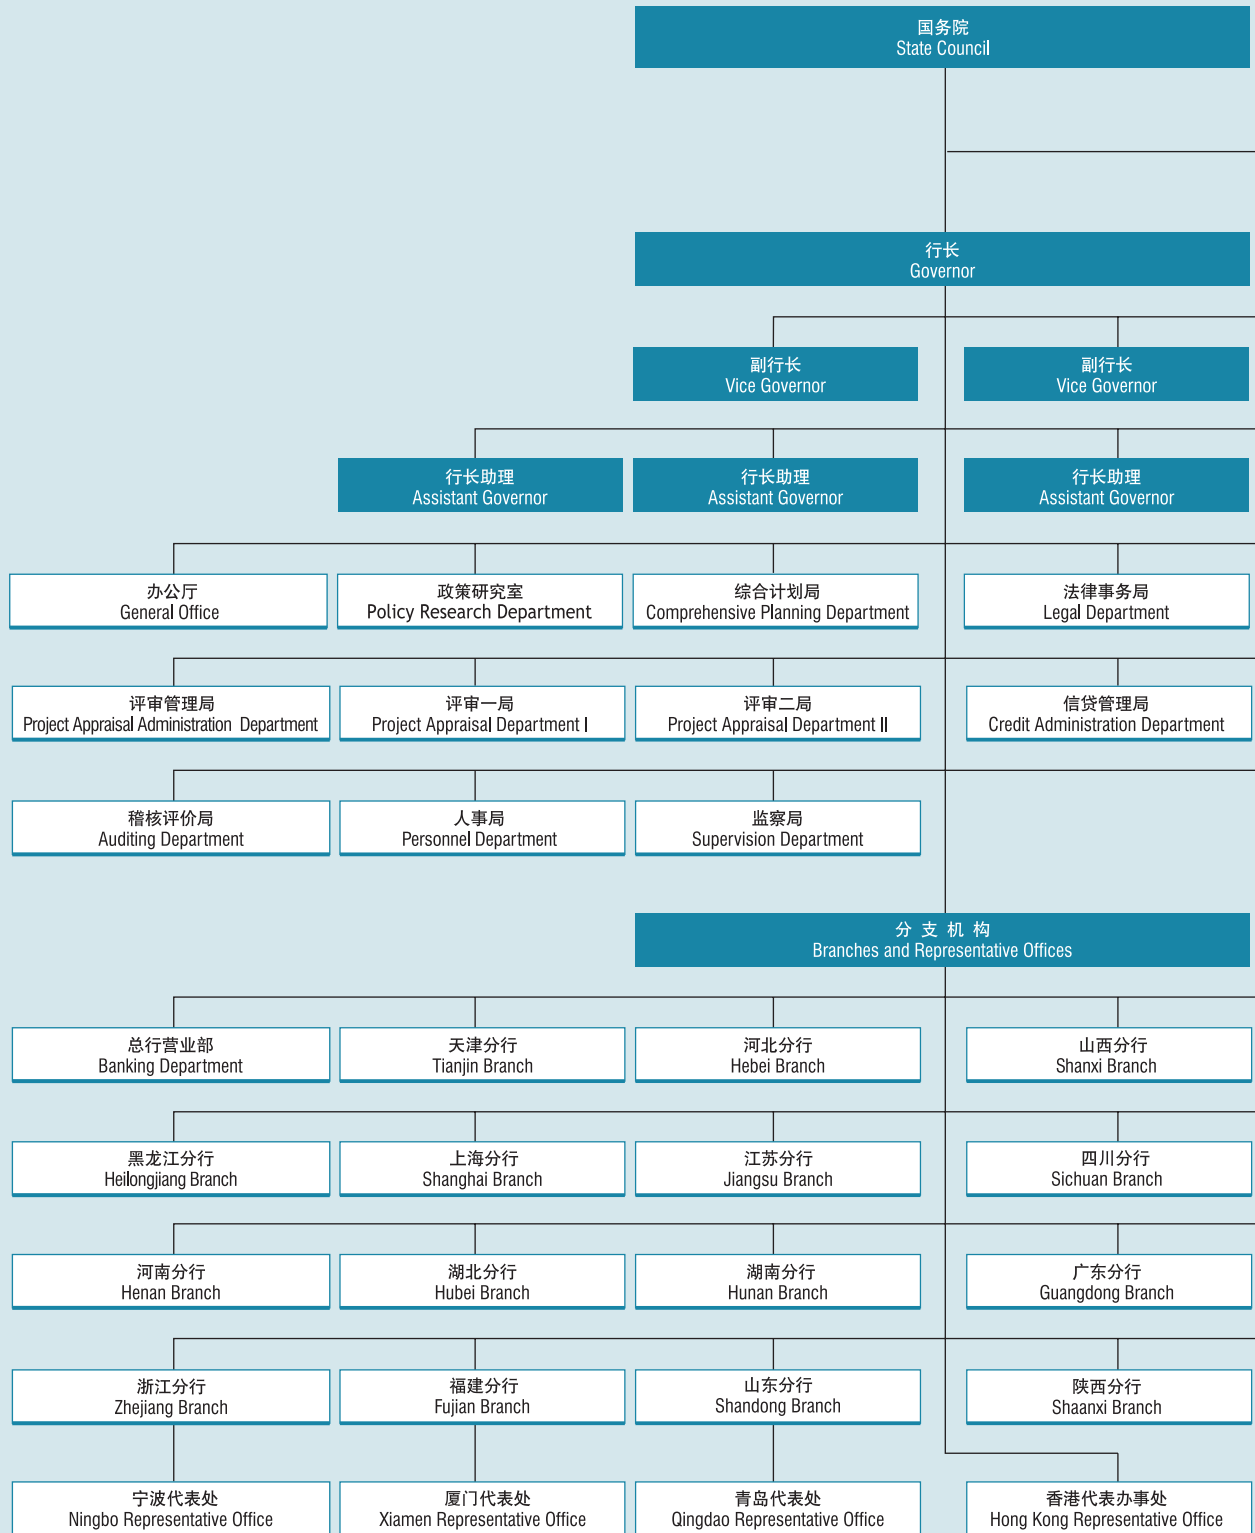 国务院
State Council
行长
Governor
副行长
Vice Governor
副行长
Vice Governor
行长助理
Assistant Governor
行长助理
Assistant Governor
行长助理
Assistant Governor
办公厅
General Office
政策研究室
Policy Research Department
综合计划局
Comprehensive Planning Department
法律事务局
Legal Department
评审管理局
Project Appraisal Administration Department
评审一局
Project Appraisal Department I
评审二局
Project Appraisal Department II
信贷管理局
Credit Administration Department
稽核评价局
Auditing Department
人事局
Personnel Department
监察局
Supervision Department
分支机构
Branches and Representative Offices
总行营业部
Banking Department
天津分行
Tianjin Branch
河北分行
Hebei Branch
山西分行
Shanxi Branch
黑龙江分行
Heilongjiang Branch
上海分行
Shanghai Branch
江苏分行
Jiangsu Branch
四川分行
Sichuan Branch
河南分行
Henan Branch
湖北分行
Hubei Branch
湖南分行
Hunan Branch
广东分行
Guangdong Branch
浙江分行
Zhejiang Branch
福建分行
Fujian Branch
山东分行
Shandong Branch
陕西分行
Shaanxi Branch
宁波代表处
Ningbo Representative Office
厦门代表处
Xiamen Representative Office
青岛代表处
Qingdao Representative Office
香港代表办事处
Hong Kong Representative Office